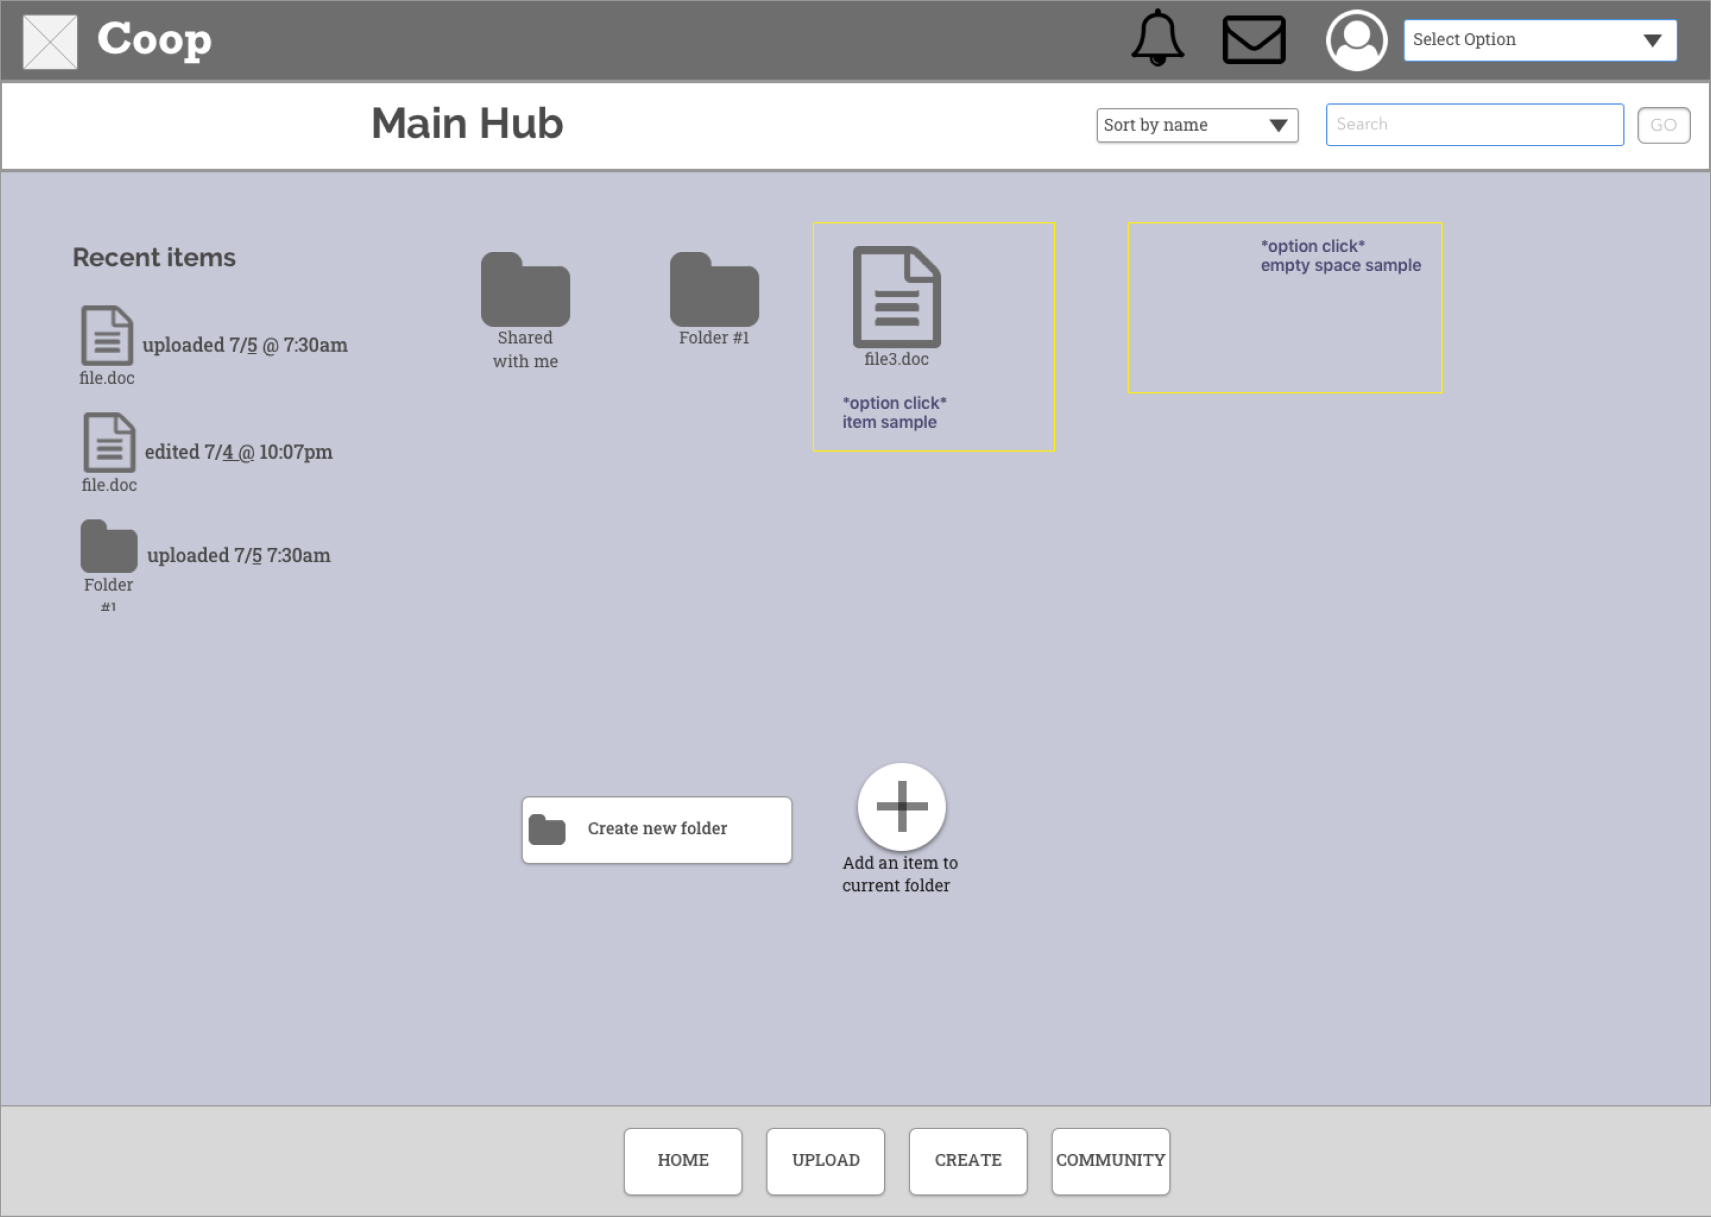 Coop
Select Option
Main Hub
Sort by name
Search
GO
Recent items
uploaded 7/5 @ 7:30am
file.doc
edited 7/4 @ 10:07pm
file.doc
uploaded 7/5 7:30am
Folder
#1
Shared
with me
Folder #1
file3.doc
*option click*
item sample
*option click*
empty space sample
Create new folder
Add an item to
current folder
HOME
UPLOAD
CREATE
COMMUNITY